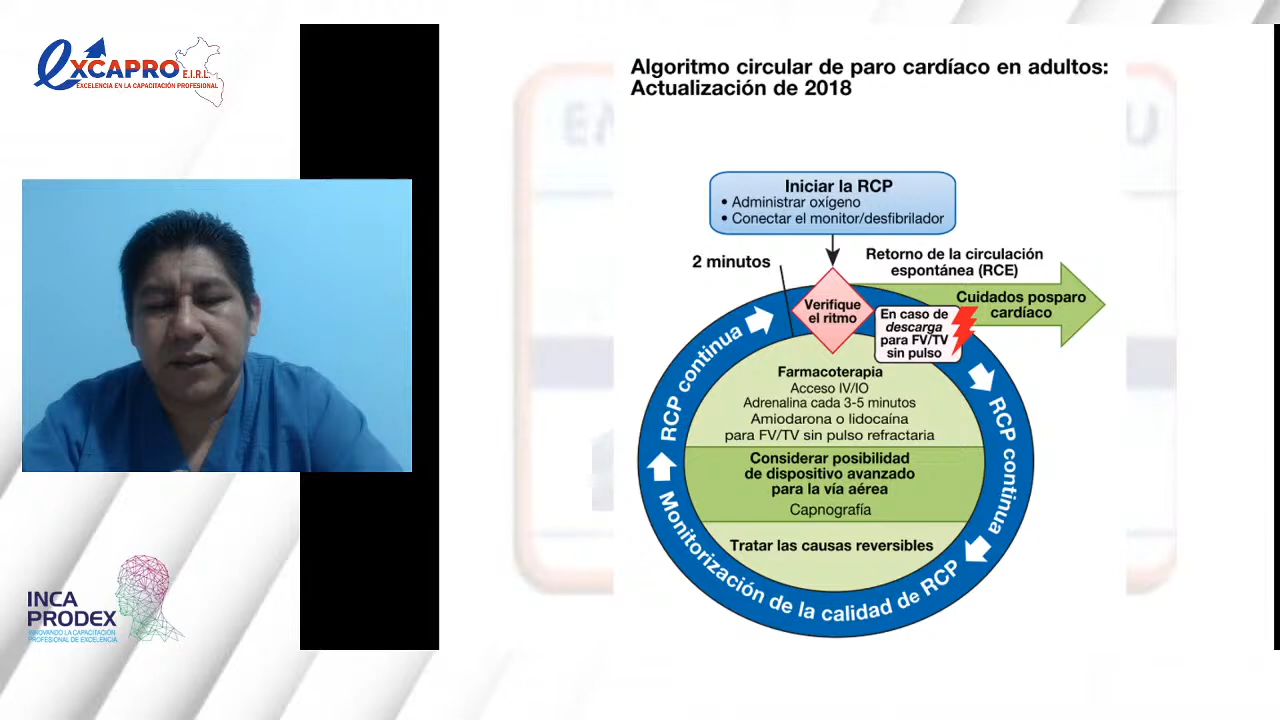 excapro E.I.R.L.
EXCELENCIA EN LA CAPACITACIÓN PROFESIONAL
Algoritmo circular de paro cardíaco en adultos:
Actualización de 2018
Iniciar la RCP
• Administrar oxígeno
• Conectar el monitor/desfibrilador
2 minutos
Retorno de la circulación
espontánea (RCE)
Verifique
el ritmo
Cuidados posparo
cardíaco
En caso de
descarga
para FV/TV
sin pulso
RCP continua
RCP continua
Monitorización de la calidad de RCP
Farmacoterapia
Acceso IV/IO
Adrenalina cada 3-5 minutos
Amiodarona o lidocaína
para FV/TV sin pulso refractaria
Considerar posibilidad
de dispositivo avanzado
para la vía aérea
Capnografía
Tratar las causas reversibles
INCA
PRODEX
INNOVANDO LA CAPACITACIÓN
PROFESIONAL DE EXCELENCIA